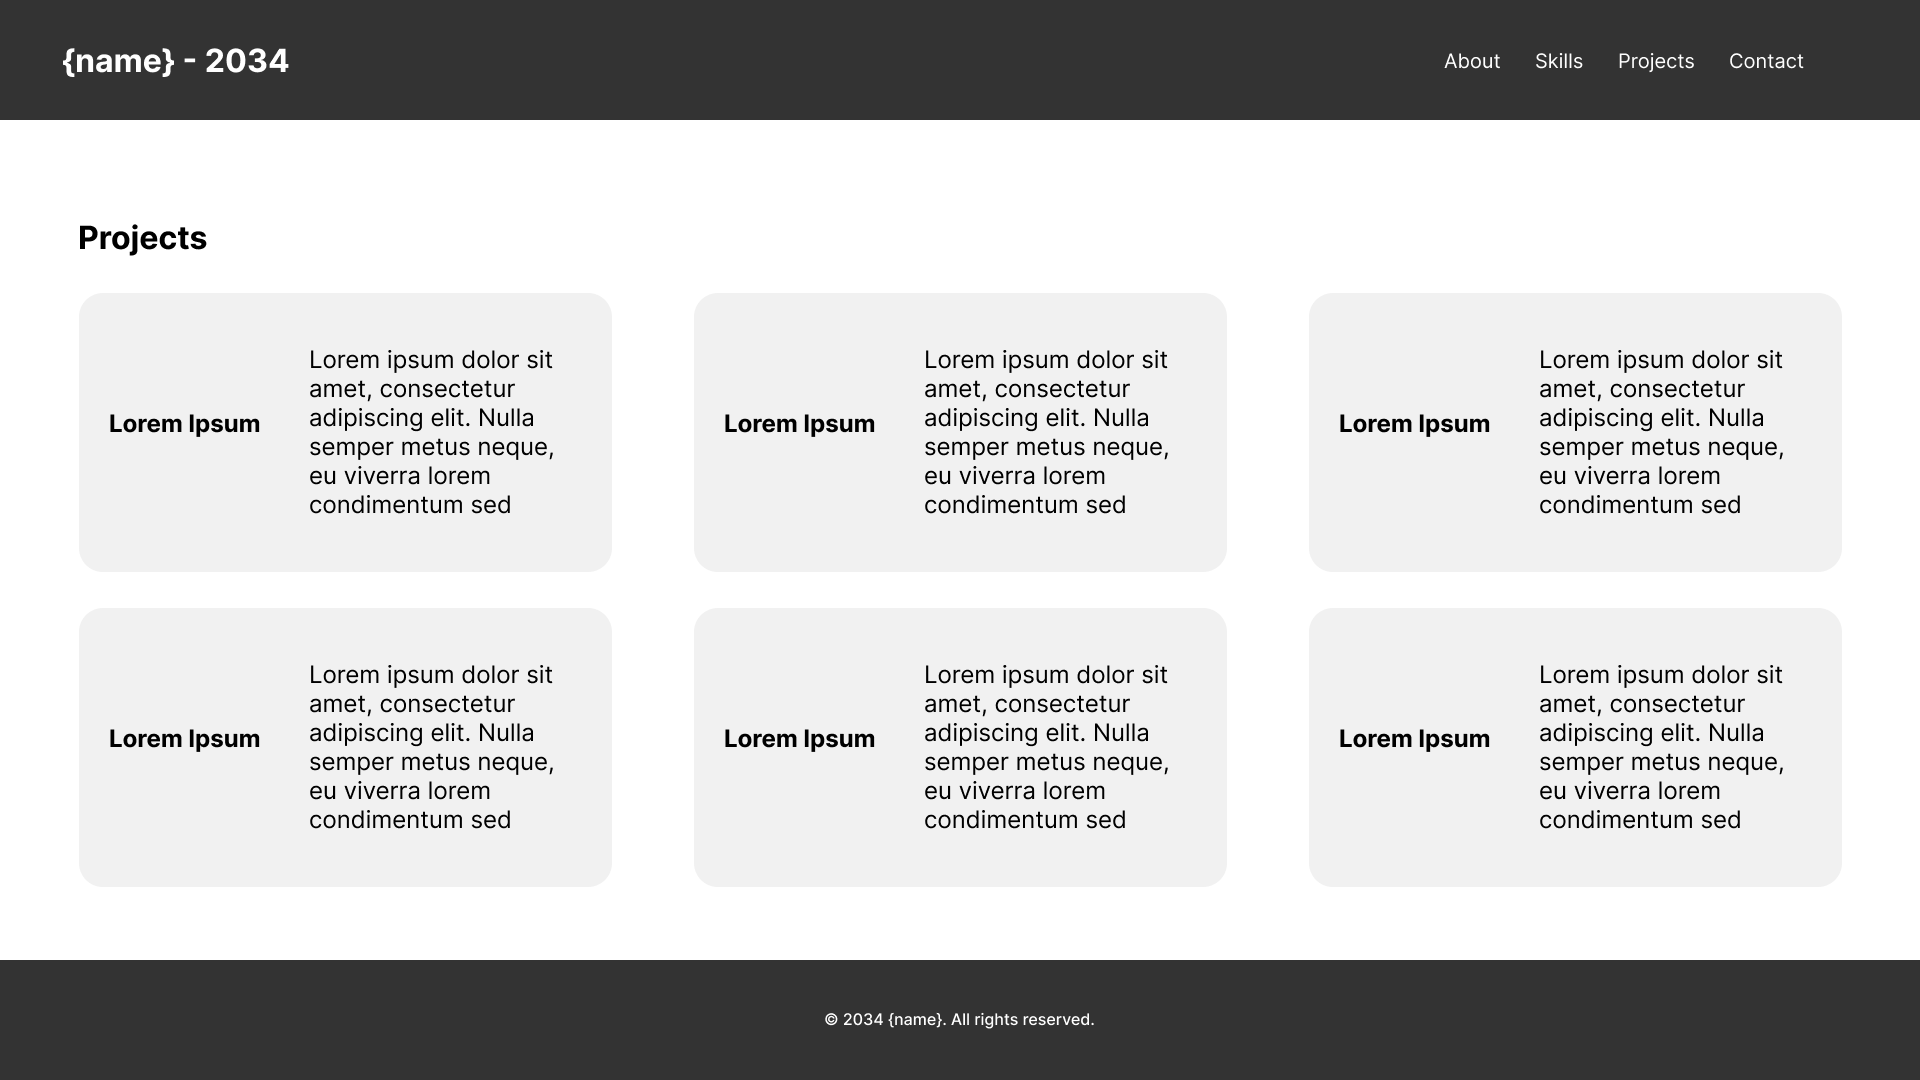 {name} - 2034
About Skills Projects Contact
Projects
Lorem Ipsum
Lorem ipsum dolor sit
amet, consectetur
adipiscing elit. Nulla
semper metus neque,
eu viverra lorem
condimentum sed
Lorem Ipsum
Lorem ipsum dolor sit
amet, consectetur
adipiscing elit. Nulla
semper metus neque,
eu viverra lorem
condimentum sed
Lorem Ipsum
Lorem ipsum dolor sit
amet, consectetur
adipiscing elit. Nulla
semper metus neque,
eu viverra lorem
condimentum sed
Lorem Ipsum
Lorem ipsum dolor sit
amet, consectetur
adipiscing elit. Nulla
semper metus neque,
eu viverra lorem
condimentum sed
Lorem Ipsum
Lorem ipsum dolor sit
amet, consectetur
adipiscing elit. Nulla
semper metus neque,
eu viverra lorem
condimentum sed
Lorem Ipsum
Lorem ipsum dolor sit
amet, consectetur
adipiscing elit. Nulla
semper metus neque,
eu viverra lorem
condimentum sed
© 2034 {name}. All rights reserved.